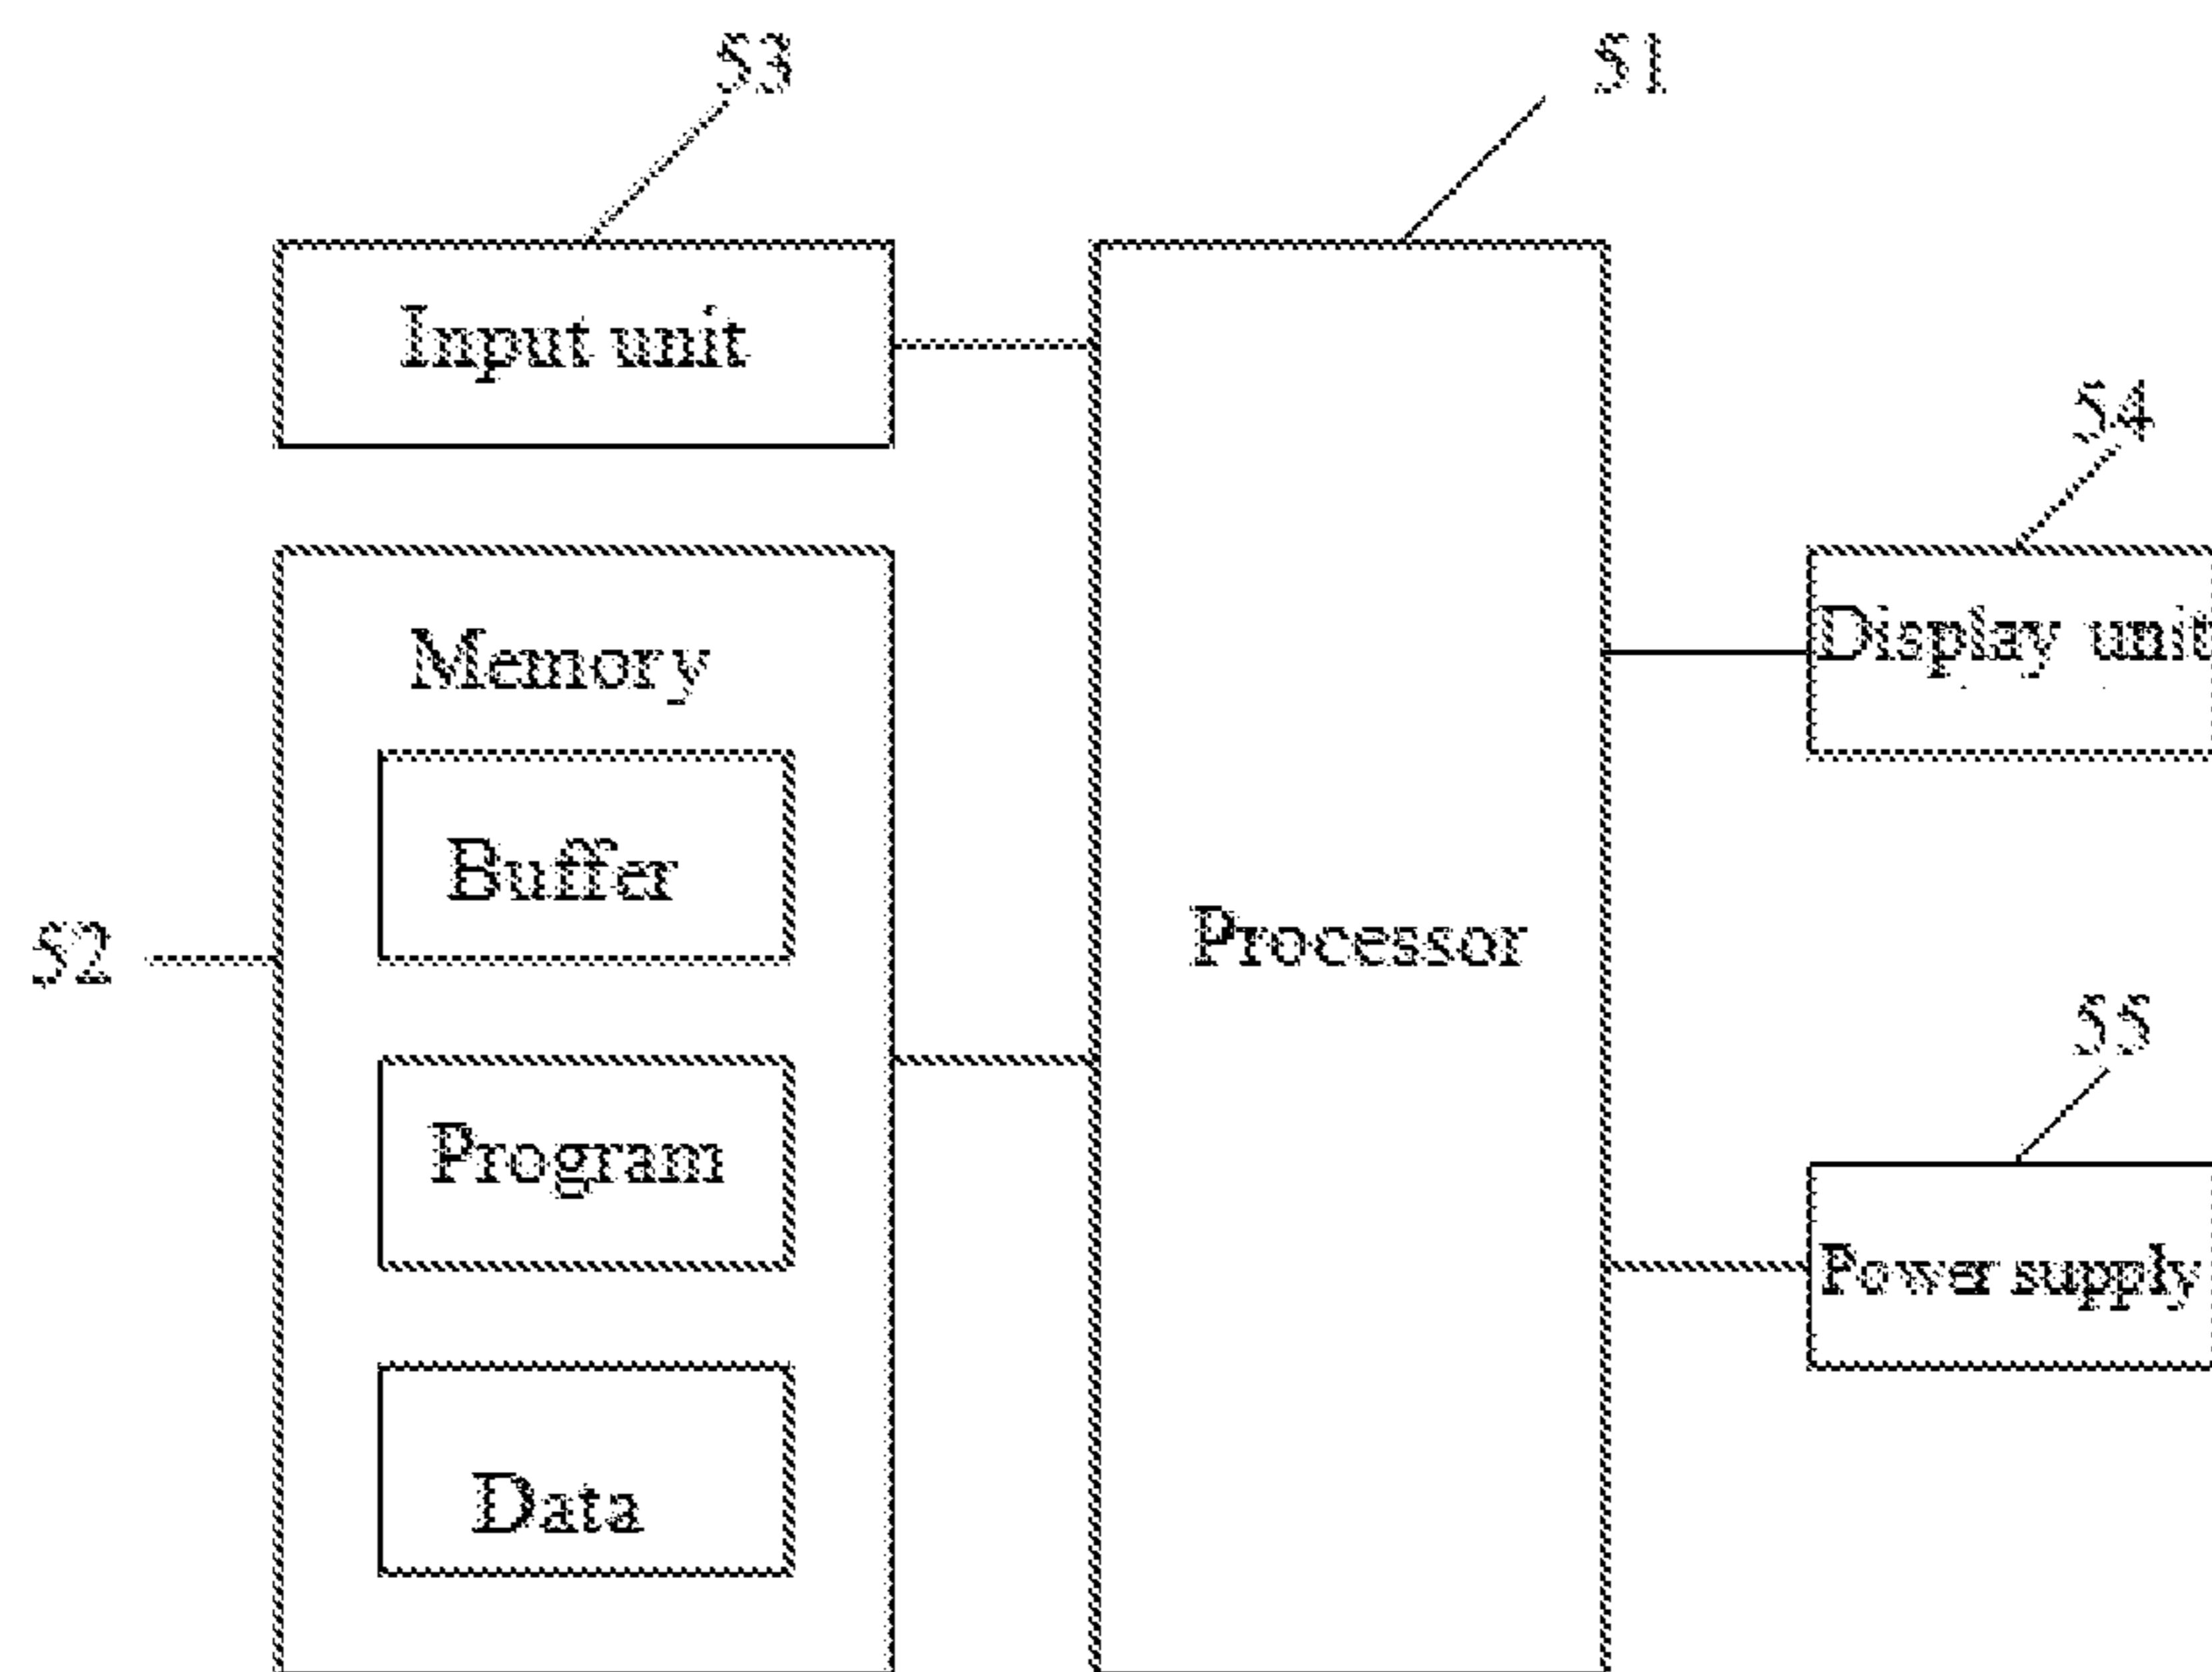 53
51
Input unit
54
Memory
Display unit
Buffer
52
Processor
55
Program
Power supply
Data